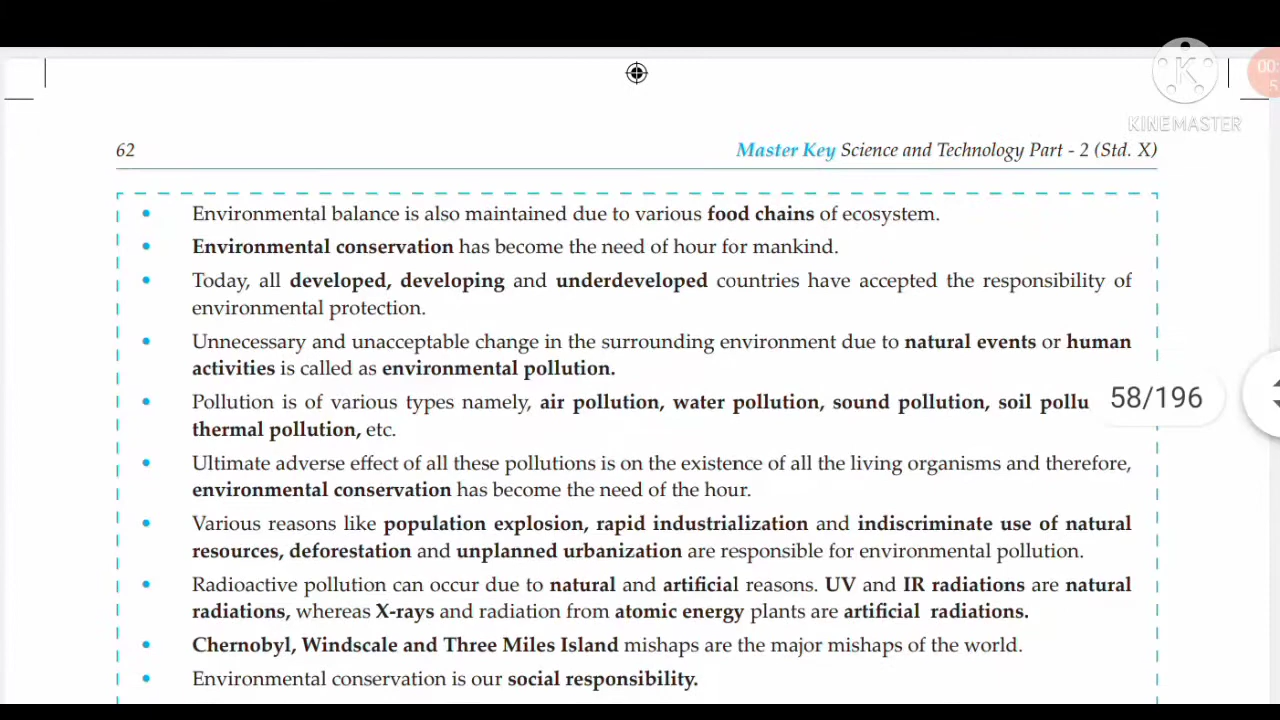 00:
5
KINEMASTER
62
Master Key Science and Technology Part - 2 (Std. X)
• Environmental balance is also maintained due to various food chains of ecosystem.
• Environmental conservation has become the need of hour for mankind.
• Today, all developed, developing and underdeveloped countries have accepted the responsibility of
environmental protection.
• Unnecessary and unacceptable change in the surrounding environment due to natural events or human
activities is called as environmental pollution.
• Pollution is of various types namely, air pollution, water pollution, sound pollution, soil pollu
58/196
thermal pollution, etc.
• Ultimate adverse effect of all these pollutions is on the existence of all the living organisms and therefore,
environmental conservation has become the need of the hour.
• Various reasons like population explosion, rapid industrialization and indiscriminate use of natural
resources, deforestation and unplanned urbanization are responsible for environmental pollution.
• Radioactive pollution can occur due to natural and artificial reasons. UV and IR radiations are natural
radiations, whereas X-rays and radiation from atomic energy plants are artificial radiations.
• Chernobyl, Windscale and Three Miles Island mishaps are the major mishaps of the world.
• Environmental conservation is our social responsibility.